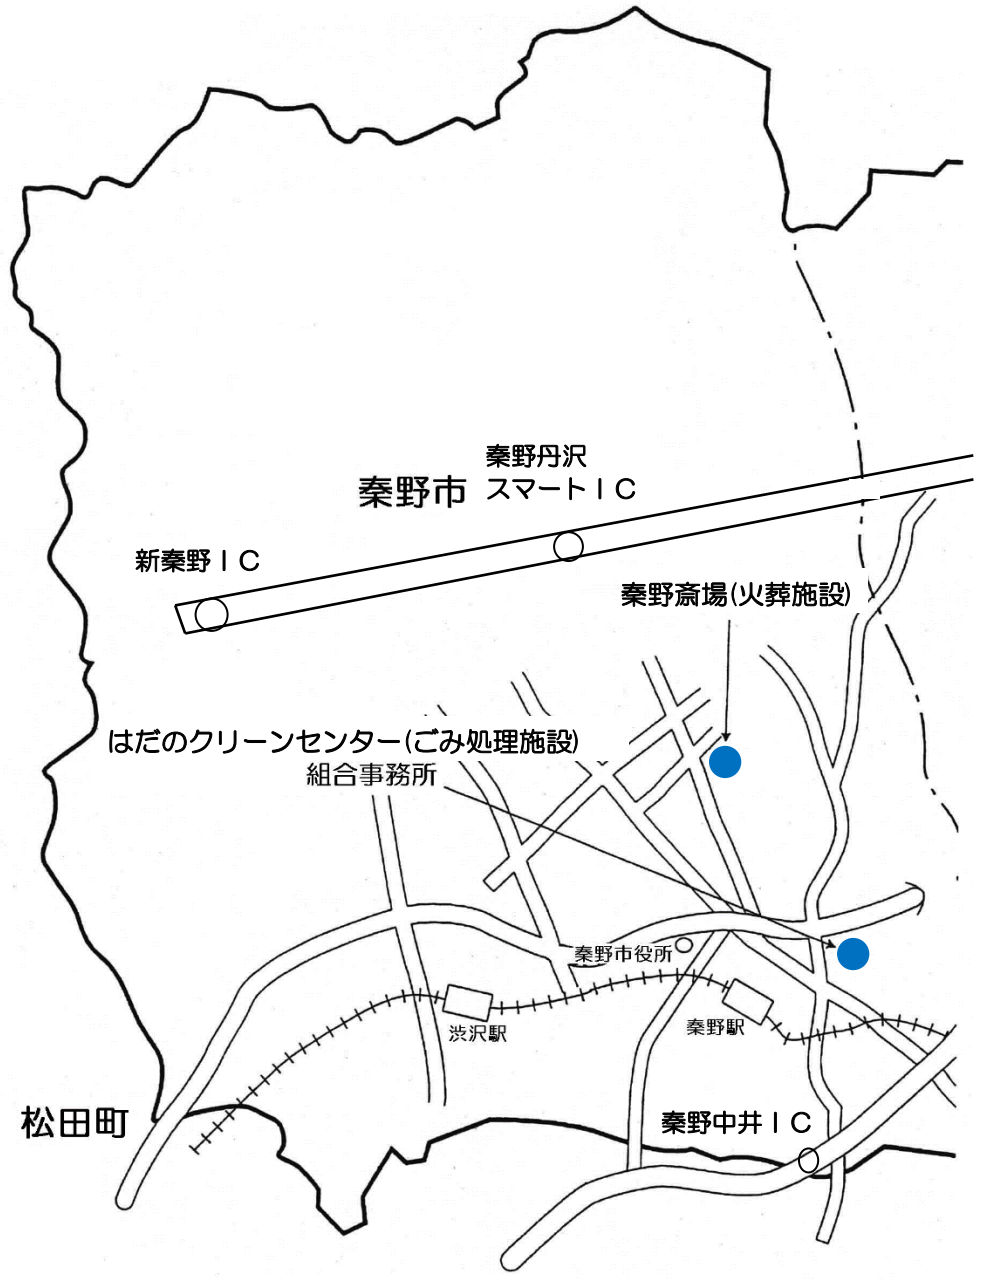 秦野丹沢
スマートＩＣ
秦野市
新秦野ＩＣ
秦野斎場(火葬施設)
はだのクリーンセンター(ごみ処理施設)
組合事務所
秦野市役所
渋沢駅
秦野駅
松田町
秦野中井ＩＣ